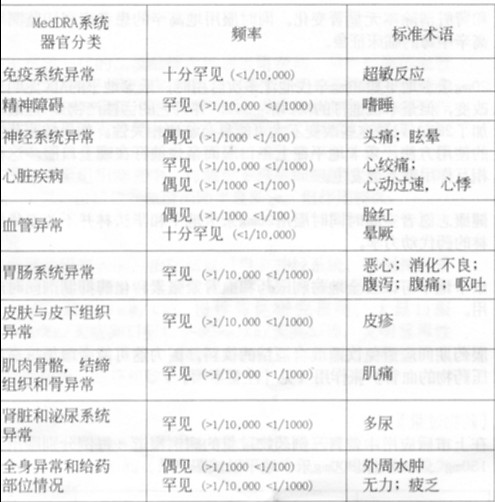 MedDRA系统 频率 标准术语
器官分类
免疫系统异常 十分罕见 (<1/10,000) 超敏反应
精神障碍 罕见 (>1/10,000 <1/1000) 嗜睡
神经系统异常 偶见 (>1/1000 <1/100) 头痛；眩晕
心脏疾病 罕见 (>1/10,000 <1/1000) 心绞痛；
偶见 (>1/1000 <1/100) 心动过速，心悸
血管异常 偶见 (>1/1000 <1/100) 脸红
十分罕见 (<1/10,000) 晕厥
胃肠系统异常 罕见 (>1/10,000 <1/1000) 恶心；消化不良；
腹泻；腹痛；呕吐
皮肤与皮下组织 罕见 (>1/10,000 <1/1000) 皮疹
异常
肌肉骨骼，结缔 罕见 (>1/10,000 <1/1000) 肌痛
组织和骨异常
肾脏和泌尿系统 罕见 (>1/10,000 <1/1000) 多尿
异常
全身异常和给药 偶见 (>1/1000 <1/100) 外周水肿
部位情况 罕见 (>1/10,000 <1/1000) 无力；疲乏